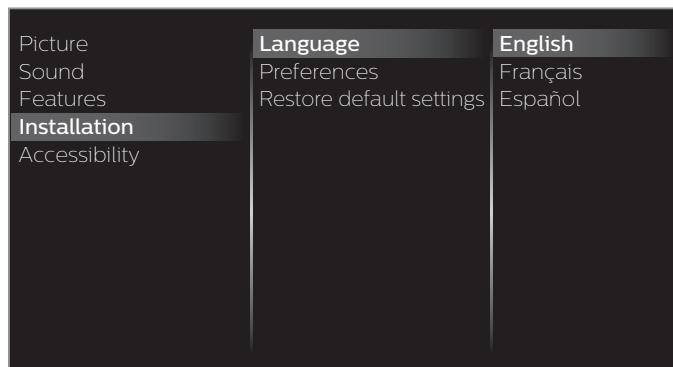 Picture
Sound
Features
Installation
Accessibility
Language
Preferences
Restore default settings
English
Français
Español